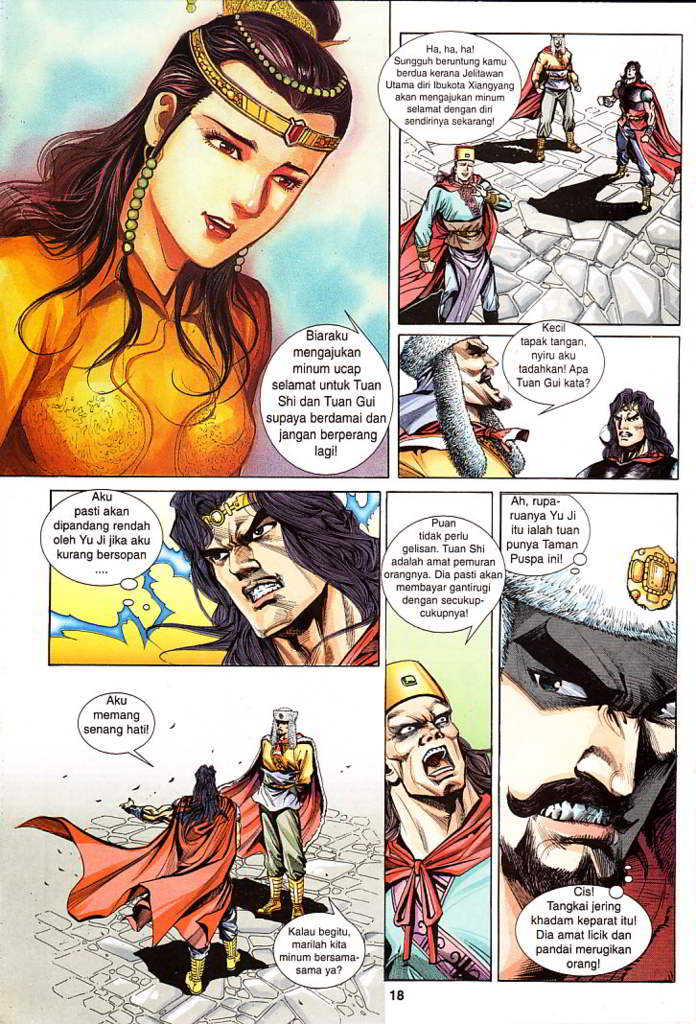 Biaraku
mengajukan
minum ucap
selamat untuk Tuan
Shi dan Tuan Gui
supaya berdamai dan
jangan berperang
lagi!
Ha, ha, ha!
Sungguh beruntung kamu
berdua kerana Jelitawan
Utama diri Ibukota Xiangyang
akan mengajukan minum
selamat dengan diri
sendirinya sekarang!
Kecil
tapak tangan,
nyiru aku
tadahkan! Apa
Tuan Gui kata?
Aku
pasti akan
dipandang rendah
oleh Yu Ji jika aku
kurang bersopan
....
Puan
tidak perlu
gelisan. Tuan Shi
adalah amat pemuran
orangnya. Dia pasti akan
membayar gantirugi
dengan secukup-
cukupnya!
Ah, rupa-
ruanya Yu Ji
itu ialah tuan
punya Taman
Puspa ini!
Aku
memang
senang hati!
Kalau begitu,
marilah kita
minum bersama-
sama ya?
Cis!
Tangkai jering
khadam keparat itu!
Dia amat licik dan
pandai merugikan
orang!
18